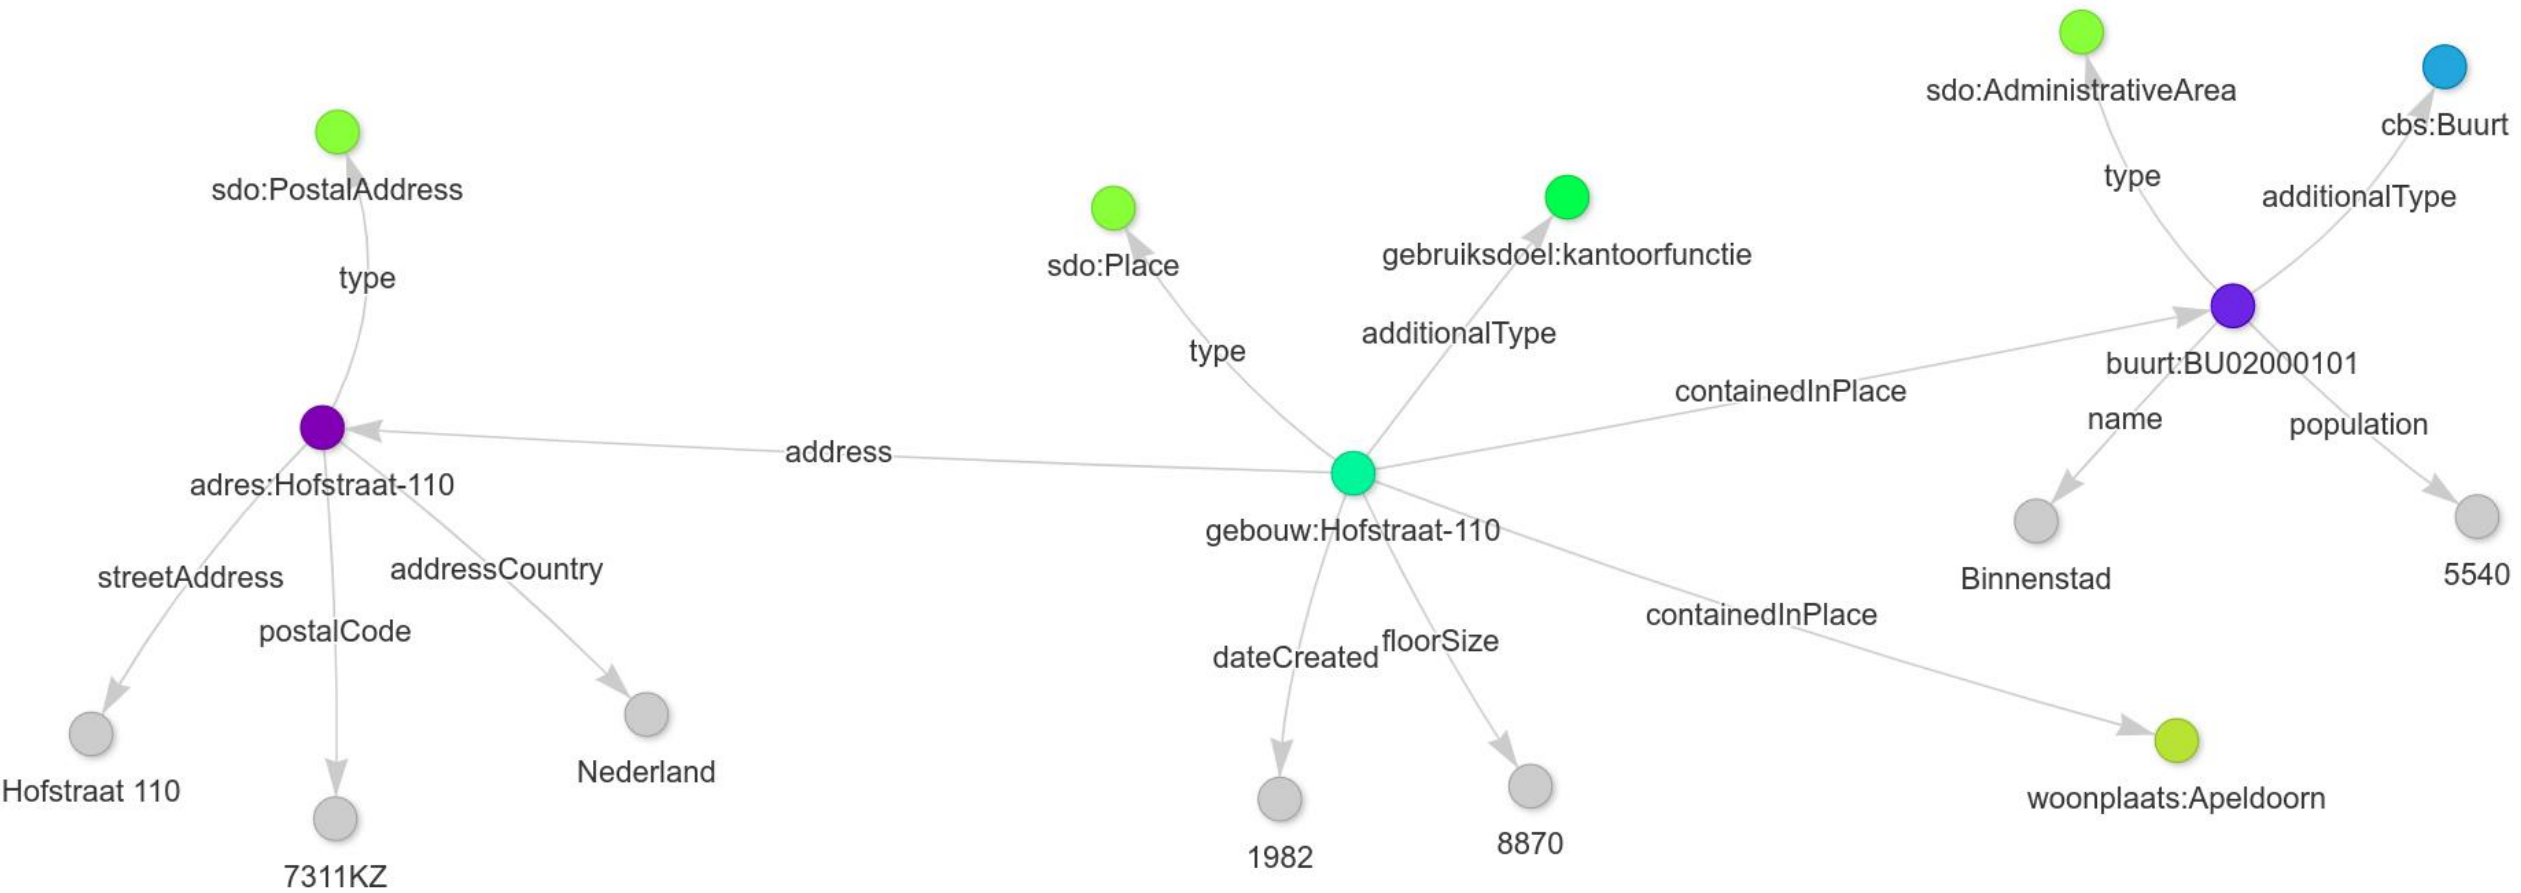 sdo:AdministrativeArea
cbs:Buurt
sdo:PostalAddress
type
additionalType
sdo:Place
gebruiksdoel:kantoorfunctie
type
type
additionalType
buurt:BU02000101
containedInPlace
name
population
address
adres:Hofstraat-110
gebouw:Hofstraat-110
streetAddress
addressCountry
Binnenstad
5540
postalCode
containedInPlace
dateCreated
floorSize
Nederland
Hofstraat 110
woonplaats:Apeldoorn
7311KZ
1982
8870